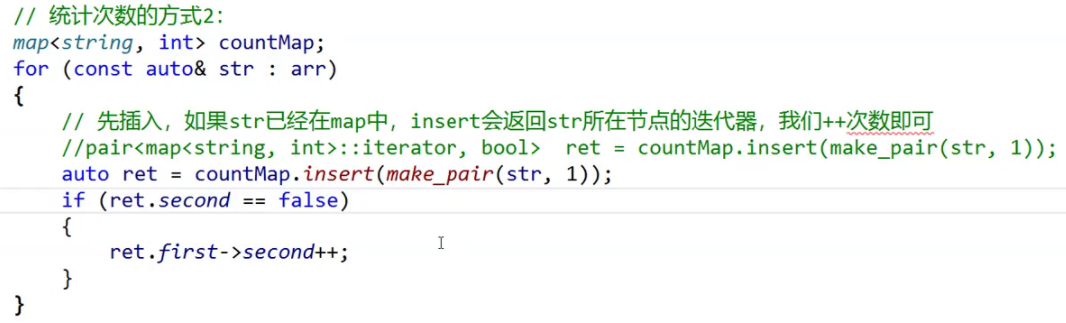 // 统计次数的方式2：
map<string, int> countMap;
for (const auto& str : arr)
{
    // 先插入，如果str已经在map中，insert会返回str所在节点的迭代器，我们++次数即可
    //pair<map<string, int>::iterator, bool>  ret = countMap.insert(make_pair(str, 1));
    auto ret = countMap.insert(make_pair(str, 1));
    if (ret.second == false)
    {
        ret.first->second++;
    }
}